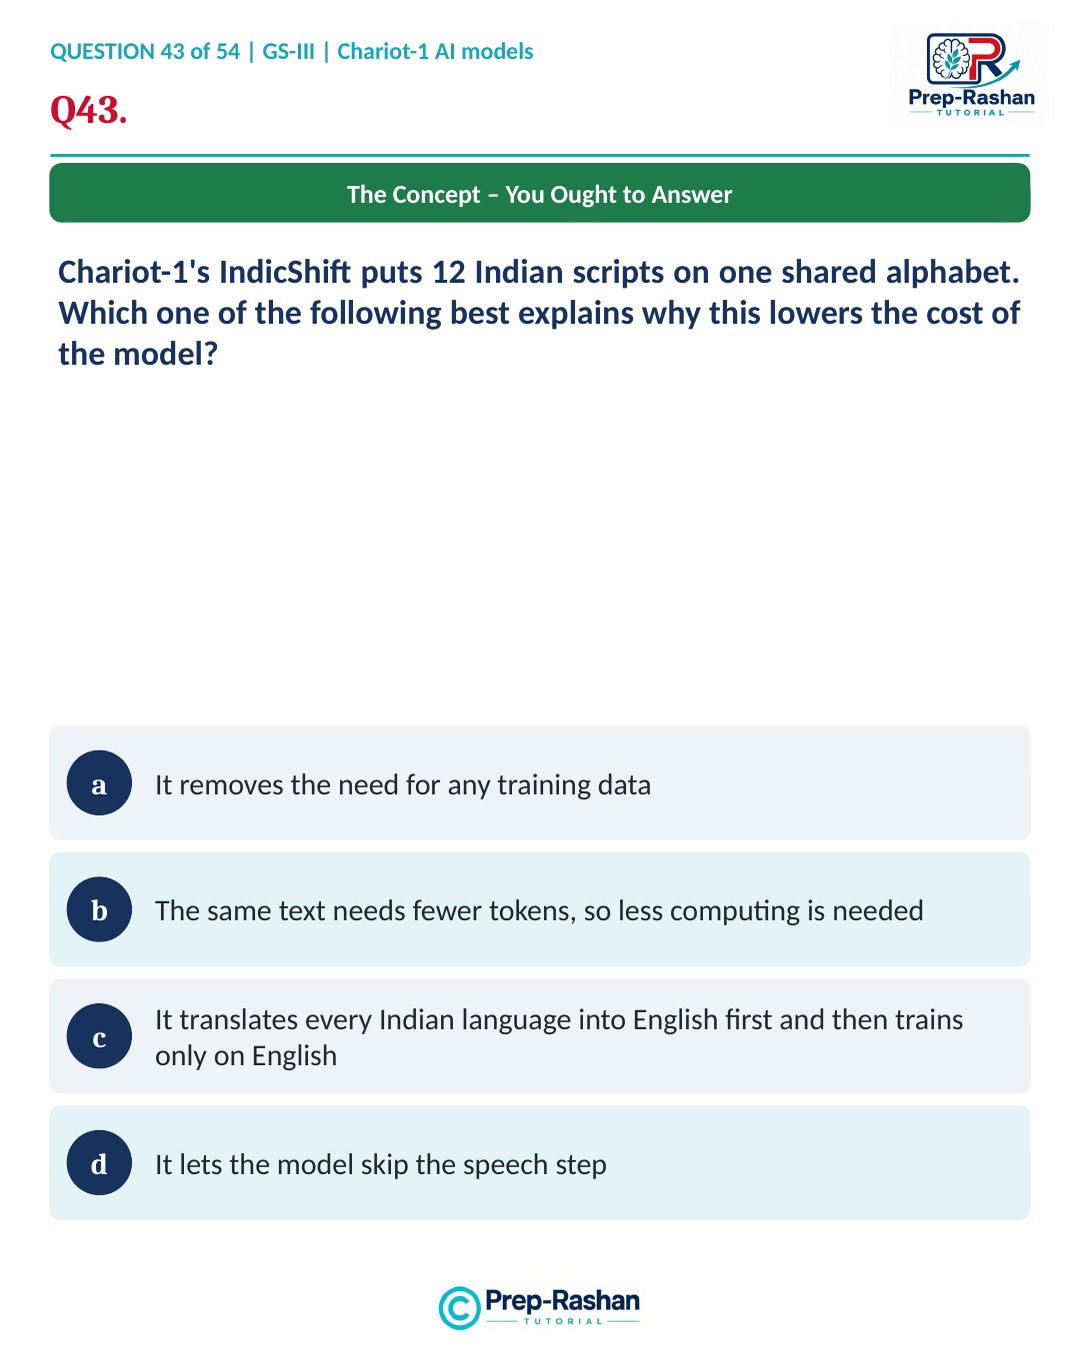 QUESTION 43 of 54 | GS-III | Chariot-1 AI models
Q43.
Prep-Rashan
TUTORIAL
The Concept – You Ought to Answer
Chariot-1's IndicShift puts 12 Indian scripts on one shared alphabet.
Which one of the following best explains why this lowers the cost of
the model?
a
It removes the need for any training data
b
The same text needs fewer tokens, so less computing is needed
c
It translates every Indian language into English first and then trains
only on English
d
It lets the model skip the speech step
© Prep-Rashan
TUTORIAL